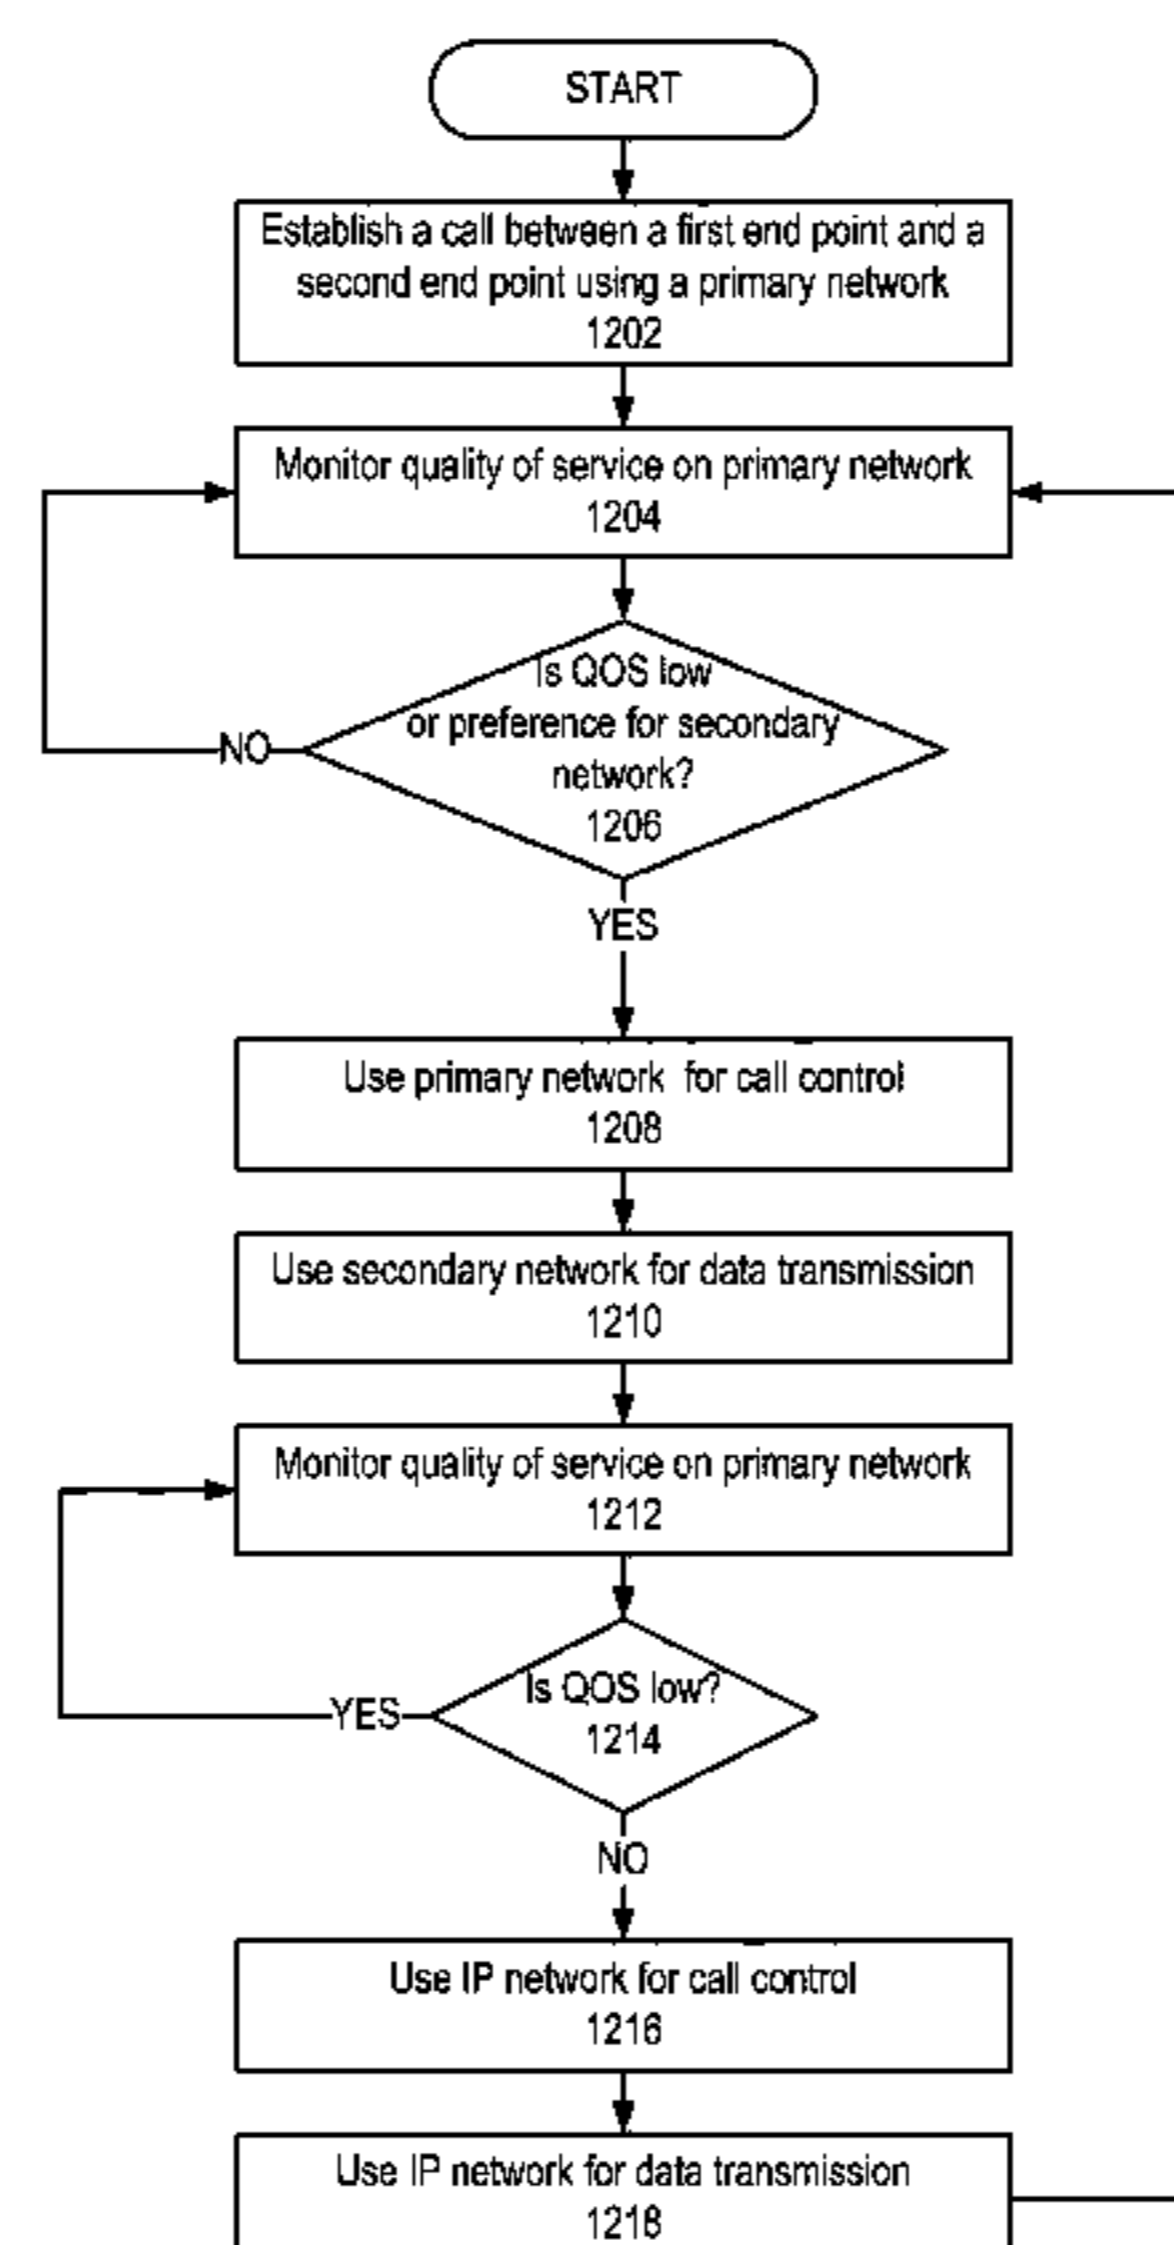 START
Establish a call between a first end point and a
second end point using a primary network
1202
Monitor quality of service on primary network
1204
Is QOS low
or preference for secondary
network?
1206
NO
YES
Use primary network for call control
1208
Use secondary network for data transmission
1210
Monitor quality of service on primary network
1212
Is QOS low?
1214
YES
NO
Use IP network for call control
1216
Use IP network for data transmission
1218